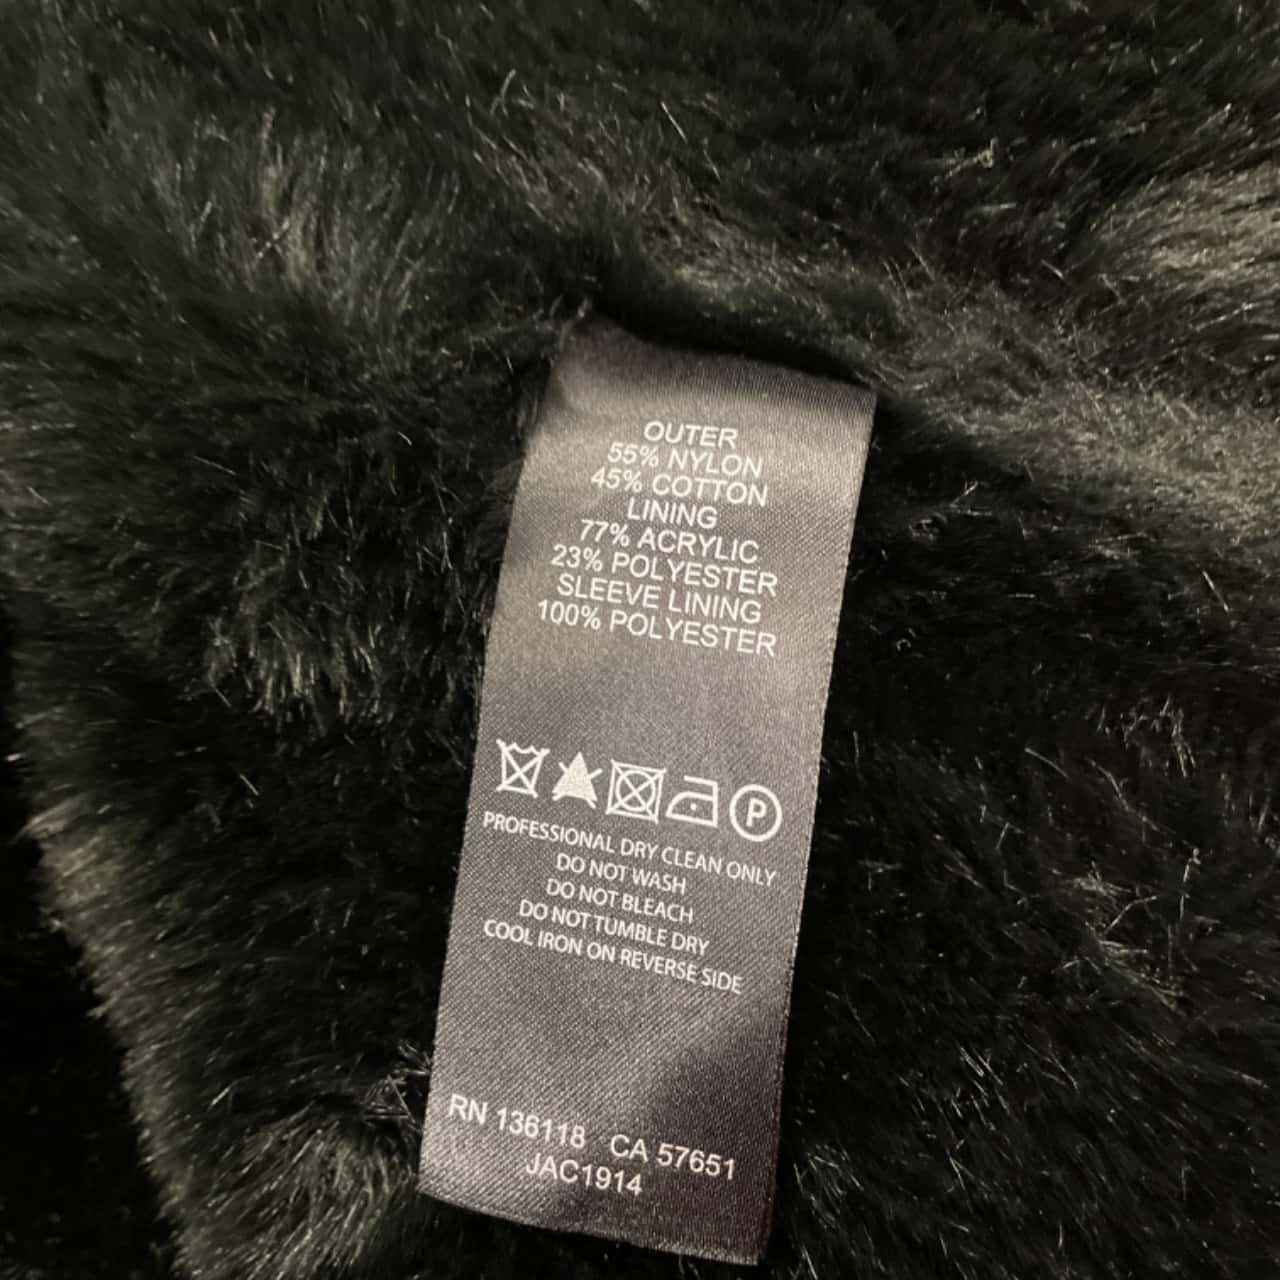 OUTER
55% NYLON
45% COTTON
LINING
77% ACRYLIC
23% POLYESTER
SLEEVE LINING
100% POLYESTER
P
PROFESSIONAL DRY CLEAN ONLY
DO NOT WASH
DO NOT BLEACH
DO NOT TUMBLE DRY
COOL IRON ON REVERSE SIDE
RN 136118 CA 57651
JAC1914